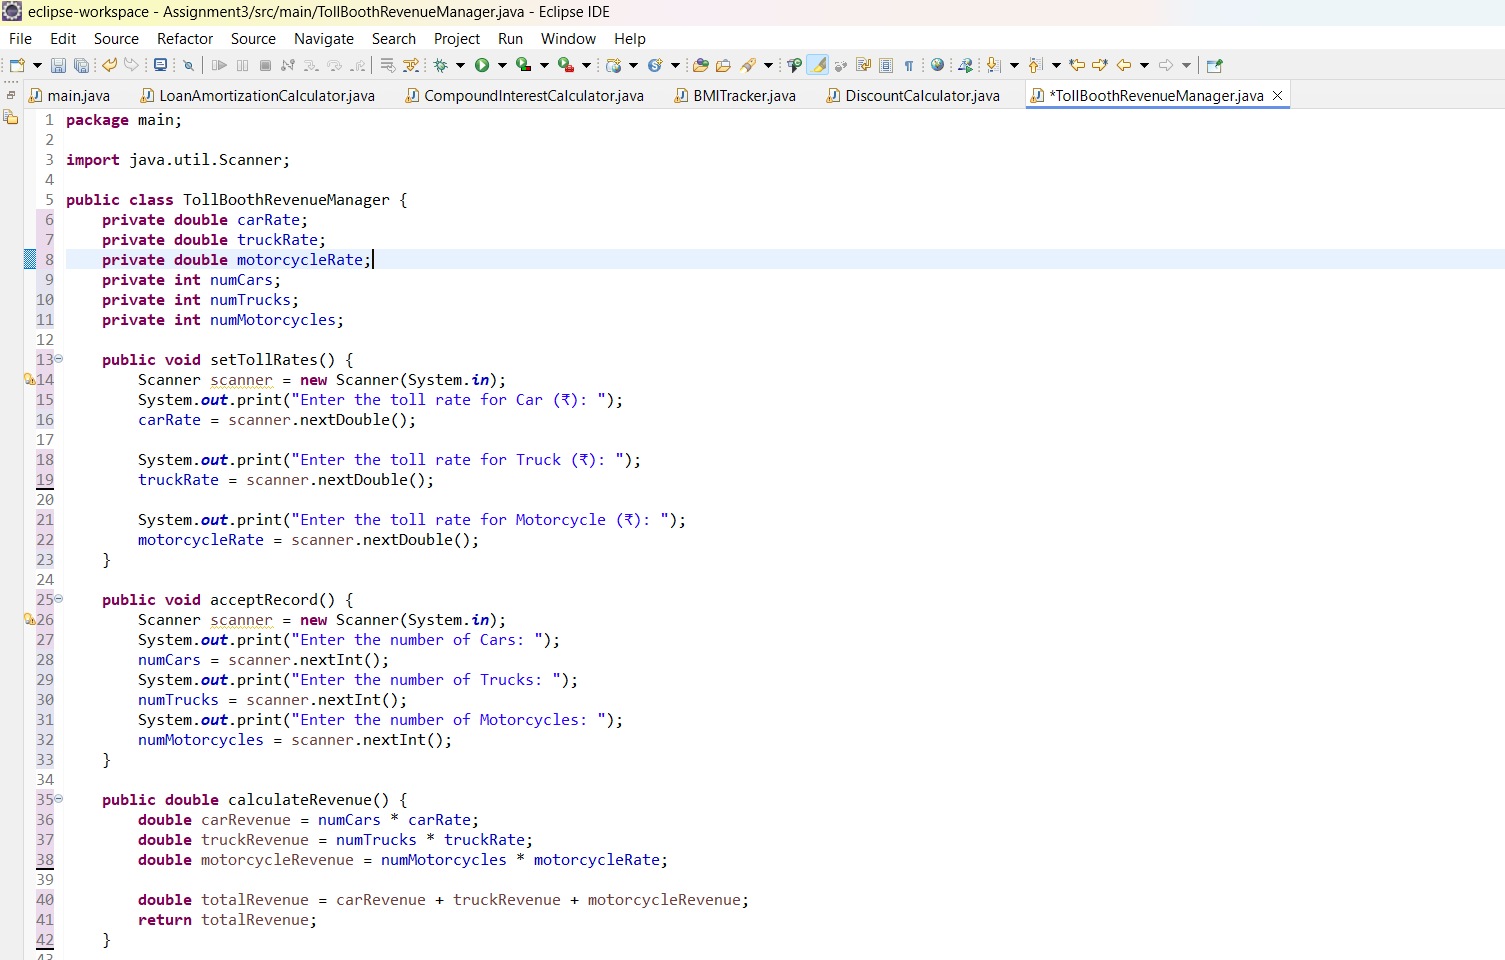 eclipse-workspace - Assignment3/src/main/TollBoothRevenueManager.java - Eclipse IDE
File Edit Source Refactor Source Navigate Search Project Run Window Help
main.java LoanAmortizationCalculator.java CompoundInterestCalculator.java BMITracker.java DiscountCalculator.java *TollBoothRevenueManager.java
1 package main;
2
3 import java.util.Scanner;
4
5 public class TollBoothRevenueManager {
6     private double carRate;
7     private double truckRate;
8     private double motorcycleRate;
9     private int numCars;
10     private int numTrucks;
11     private int numMotorcycles;
12
13     public void setTollRates() {
14         Scanner scanner = new Scanner(System.in);
15         System.out.print("Enter the toll rate for Car (₹): ");
16         carRate = scanner.nextDouble();
17
18         System.out.print("Enter the toll rate for Truck (₹): ");
19         truckRate = scanner.nextDouble();
20
21         System.out.print("Enter the toll rate for Motorcycle (₹): ");
22         motorcycleRate = scanner.nextDouble();
23     }
24
25     public void acceptRecord() {
26         Scanner scanner = new Scanner(System.in);
27         System.out.print("Enter the number of Cars: ");
28         numCars = scanner.nextInt();
29         System.out.print("Enter the number of Trucks: ");
30         numTrucks = scanner.nextInt();
31         System.out.print("Enter the number of Motorcycles: ");
32         numMotorcycles = scanner.nextInt();
33     }
34
35     public double calculateRevenue() {
36         double carRevenue = numCars * carRate;
37         double truckRevenue = numTrucks * truckRate;
38         double motorcycleRevenue = numMotorcycles * motorcycleRate;
39
40         double totalRevenue = carRevenue + truckRevenue + motorcycleRevenue;
41         return totalRevenue;
42     }
43